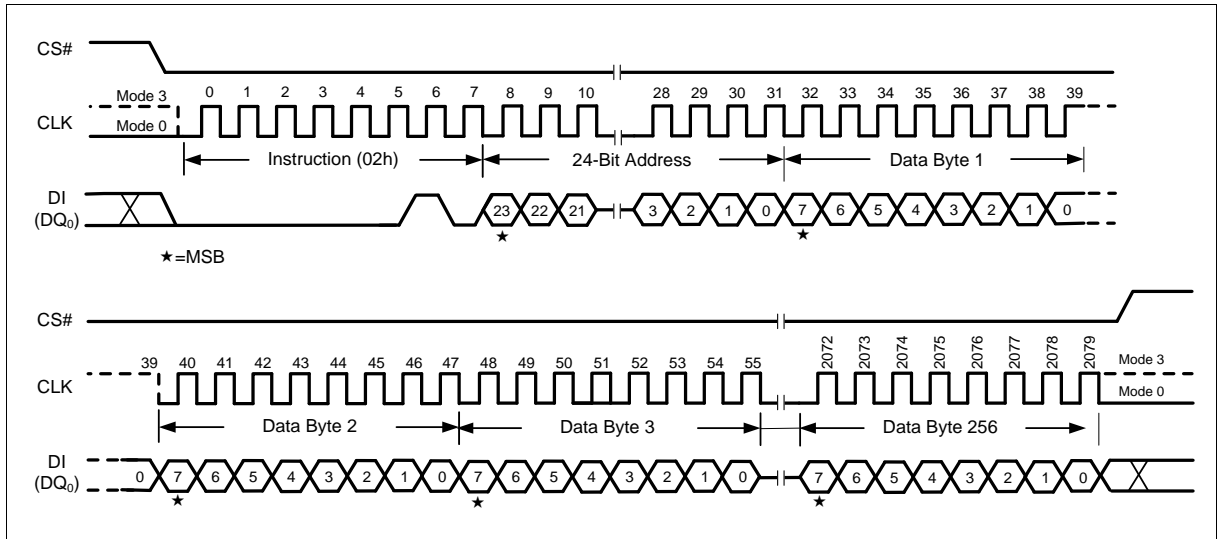 CS#
Mode 3
0 1 2 3 4 5 6 7 8 9 10 28 29 30 31 32 33 34 35 36 37 38 39
CLK
Mode 0
Instruction (02h) 24-Bit Address Data Byte 1
DI
(DQ0)
23 22 21 3 2 1 0 7 6 5 4 3 2 1 0
★ ★
★=MSB
CS#
39 40 41 42 43 44 45 46 47 48 49 50 51 52 53 54 55 2072 2073 2074 2075 2076 2077 2078 2079
Mode 3
CLK
Mode 0
Data Byte 2 Data Byte 3 Data Byte 256
DI
(DQ0)
0 7 6 5 4 3 2 1 0 7 6 5 4 3 2 1 0 7 6 5 4 3 2 1 0
★ ★ ★